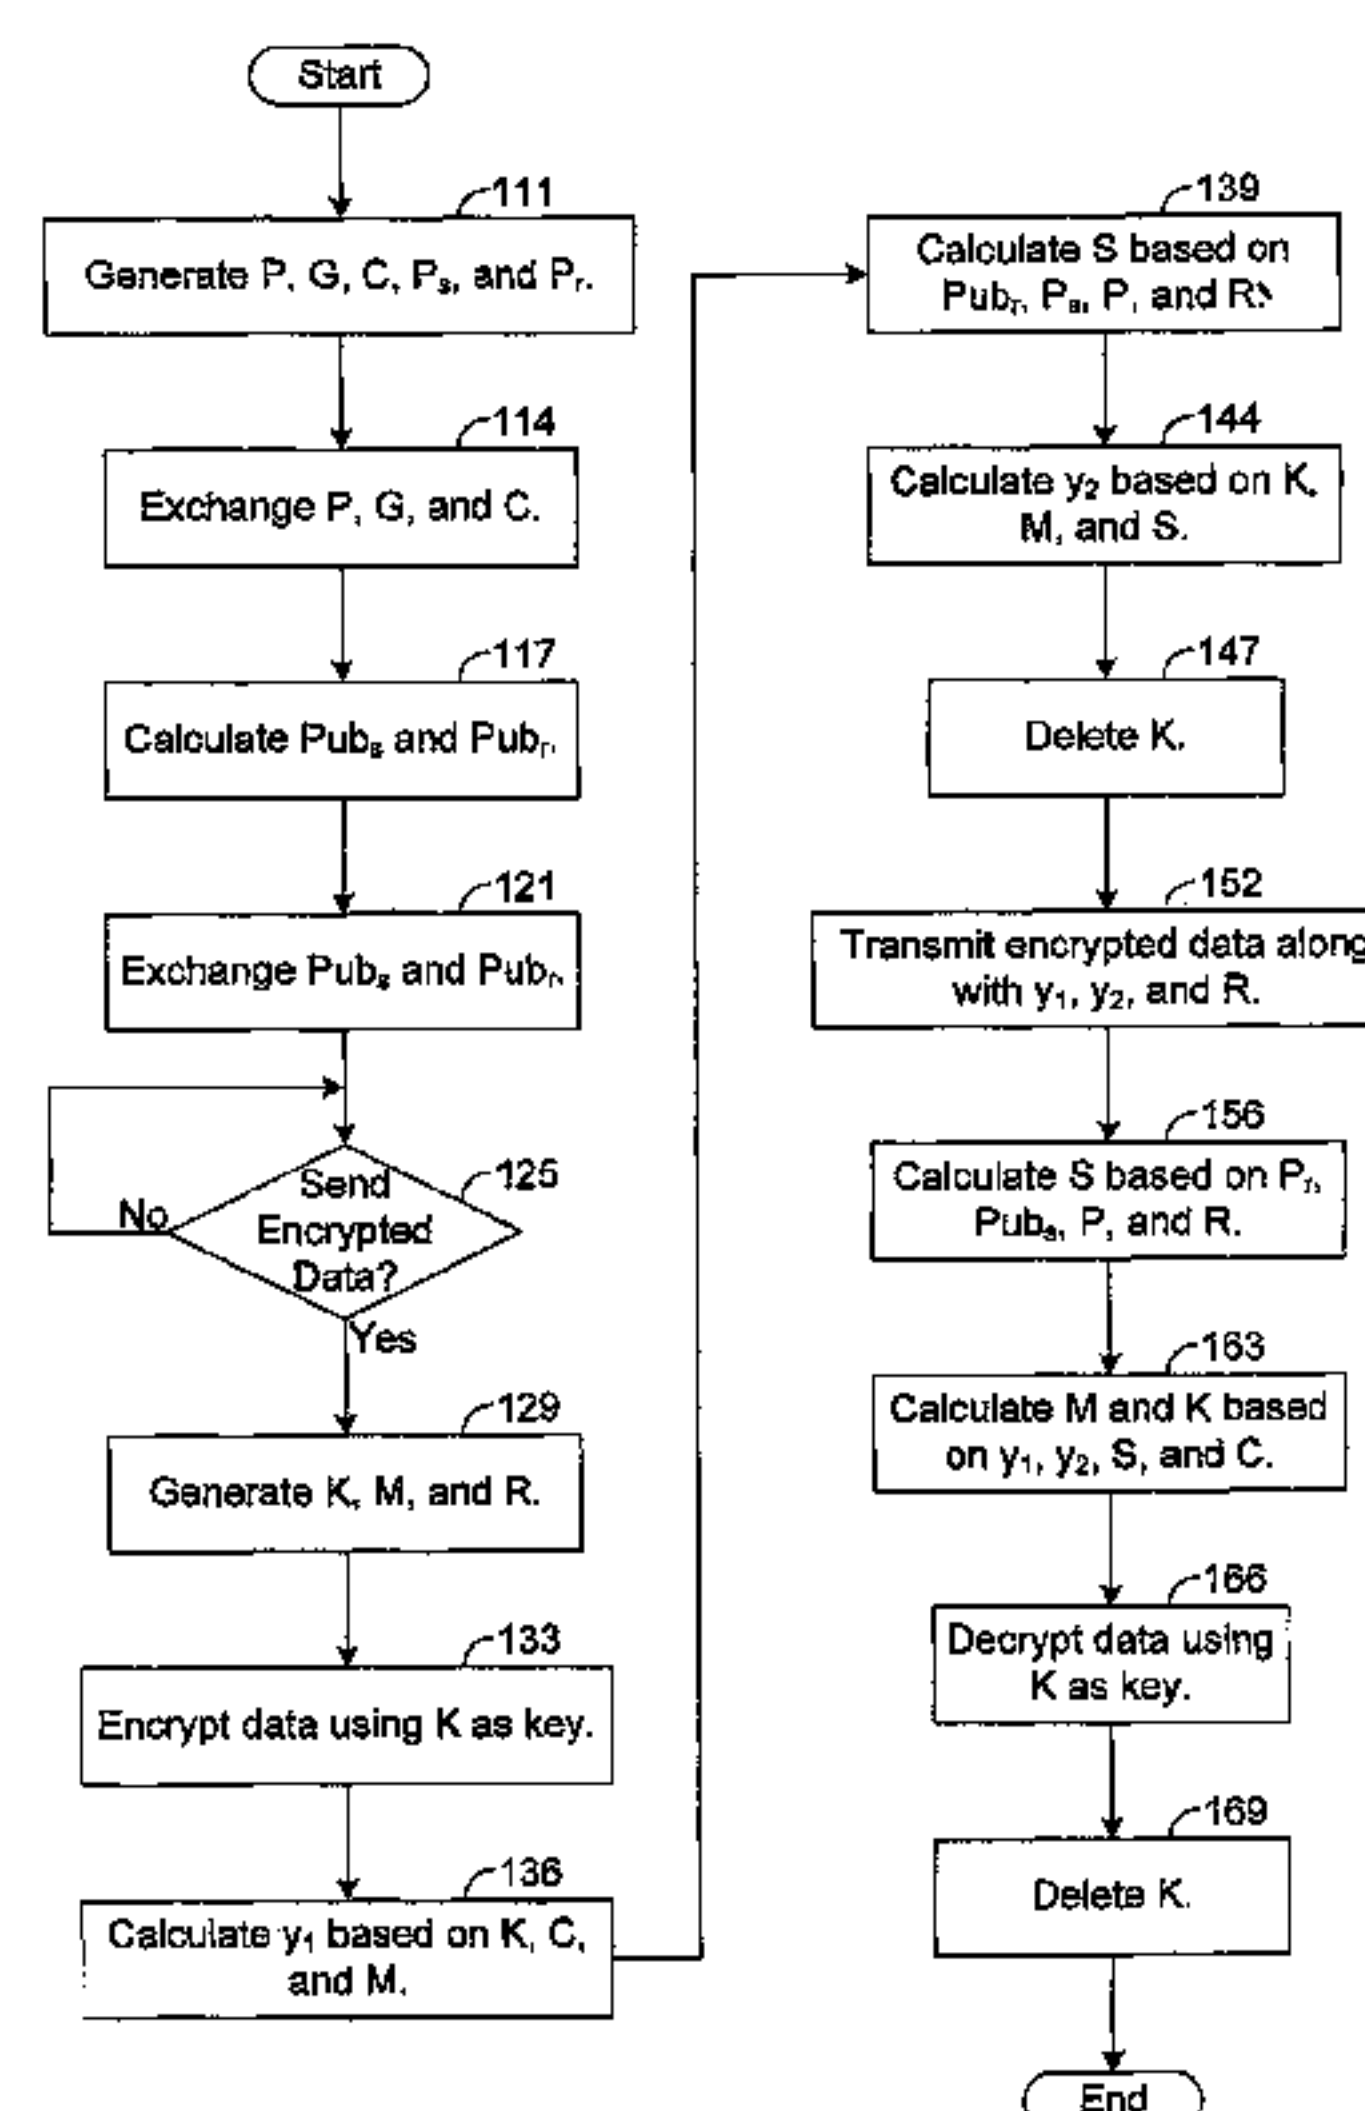 Start
111
Generate P, G, C, Pₛ, and Pᵣ.
114
Exchange P, G, and C.
117
Calculate Pubₛ and Pubᵣ.
121
Exchange Pubₛ and Pubᵣ.
125
Send
Encrypted
Data?
No
Yes
129
Generate K, M, and R.
133
Encrypt data using K as key.
136
Calculate y₁ based on K, C,
and M.
139
Calculate S based on
Pubᵣ, Pₛ, P, and R.
144
Calculate y₂ based on K,
M, and S.
147
Delete K.
152
Transmit encrypted data along
with y₁, y₂, and R.
156
Calculate S based on Pᵣ,
Pubₛ, P, and R.
163
Calculate M and K based
on y₁, y₂, S, and C.
166
Decrypt data using
K as key.
169
Delete K.
End